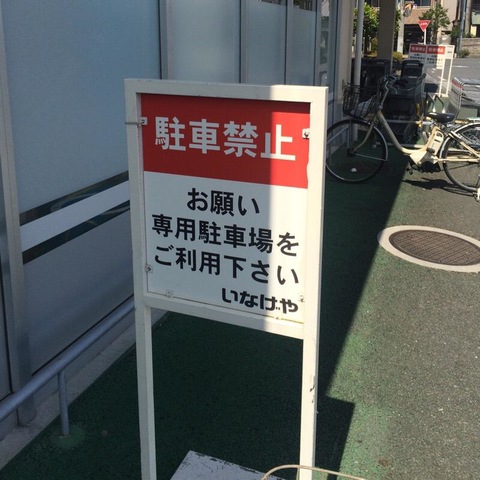 駐車禁止
お願い
専用駐車場を
ご利用下さい
いなげや